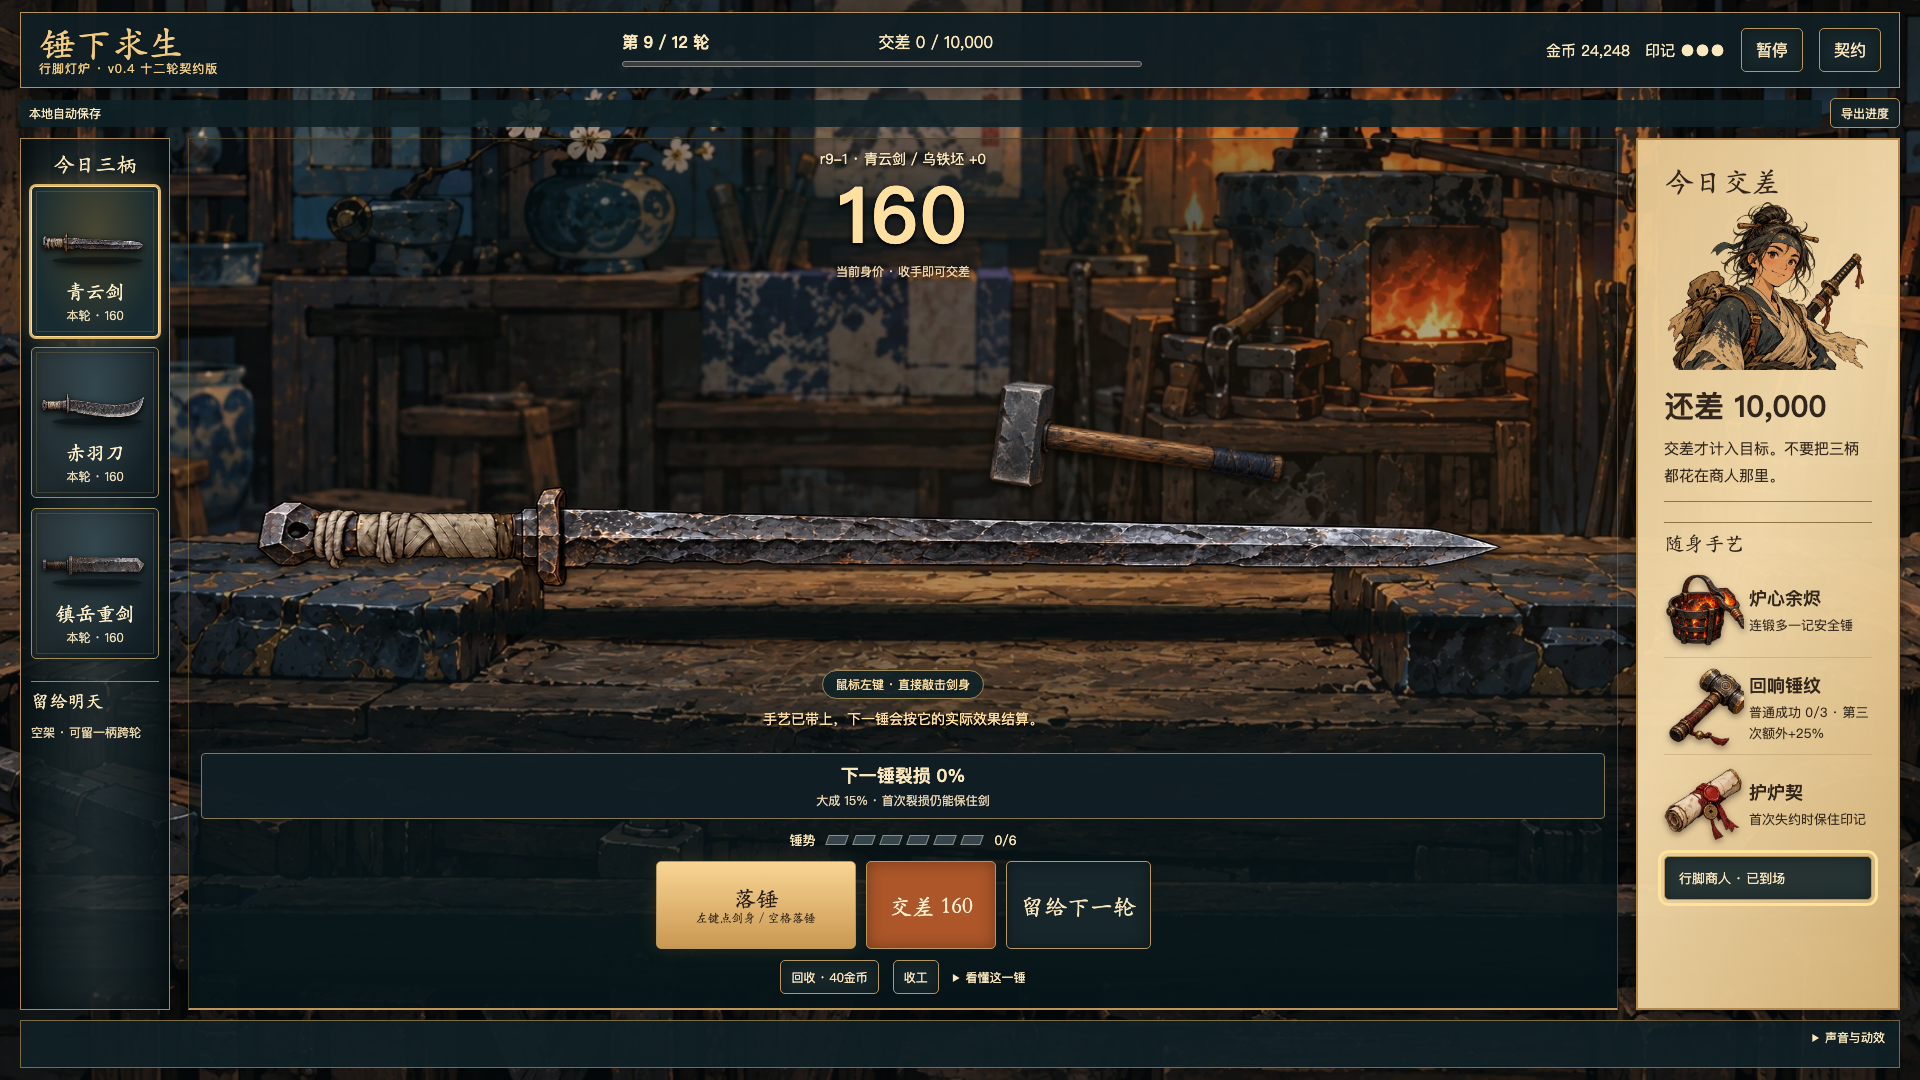 锤下求生
行脚灯炉 · v0.4 十二轮契约版
第 9 / 12 轮
交差 0 / 10,000
金币 24,248
印记
暂停
契约
本地自动保存
导出进度
今日三柄
青云剑
本轮 · 160
赤羽刀
本轮 · 160
镇岳重剑
本轮 · 160
留给明天
空架 · 可留一柄跨轮
r9-1 · 青云剑 / 乌铁坯 +0
160
当前身价 · 收手即可交差
鼠标左键 · 直接敲击剑身
手艺已带上，下一锤会按它的实际效果结算。
下一锤裂损 0%
大成 15% · 首次裂损仍能保住剑
锤势
0/6
落锤
左键点剑身 / 空格落锤
交差 160
留给下一轮
回收 · 40金币
收工
看懂这一锤
今日交差
还差 10,000
交差才计入目标。不要把三柄
都花在商人那里。
随身手艺
炉心余烬
连锻多一记安全锤
回响锤纹
普通成功 0/3 · 第三
次额外+25%
护炉契
首次失约时保住印记
行脚商人 · 已到场
声音与动效